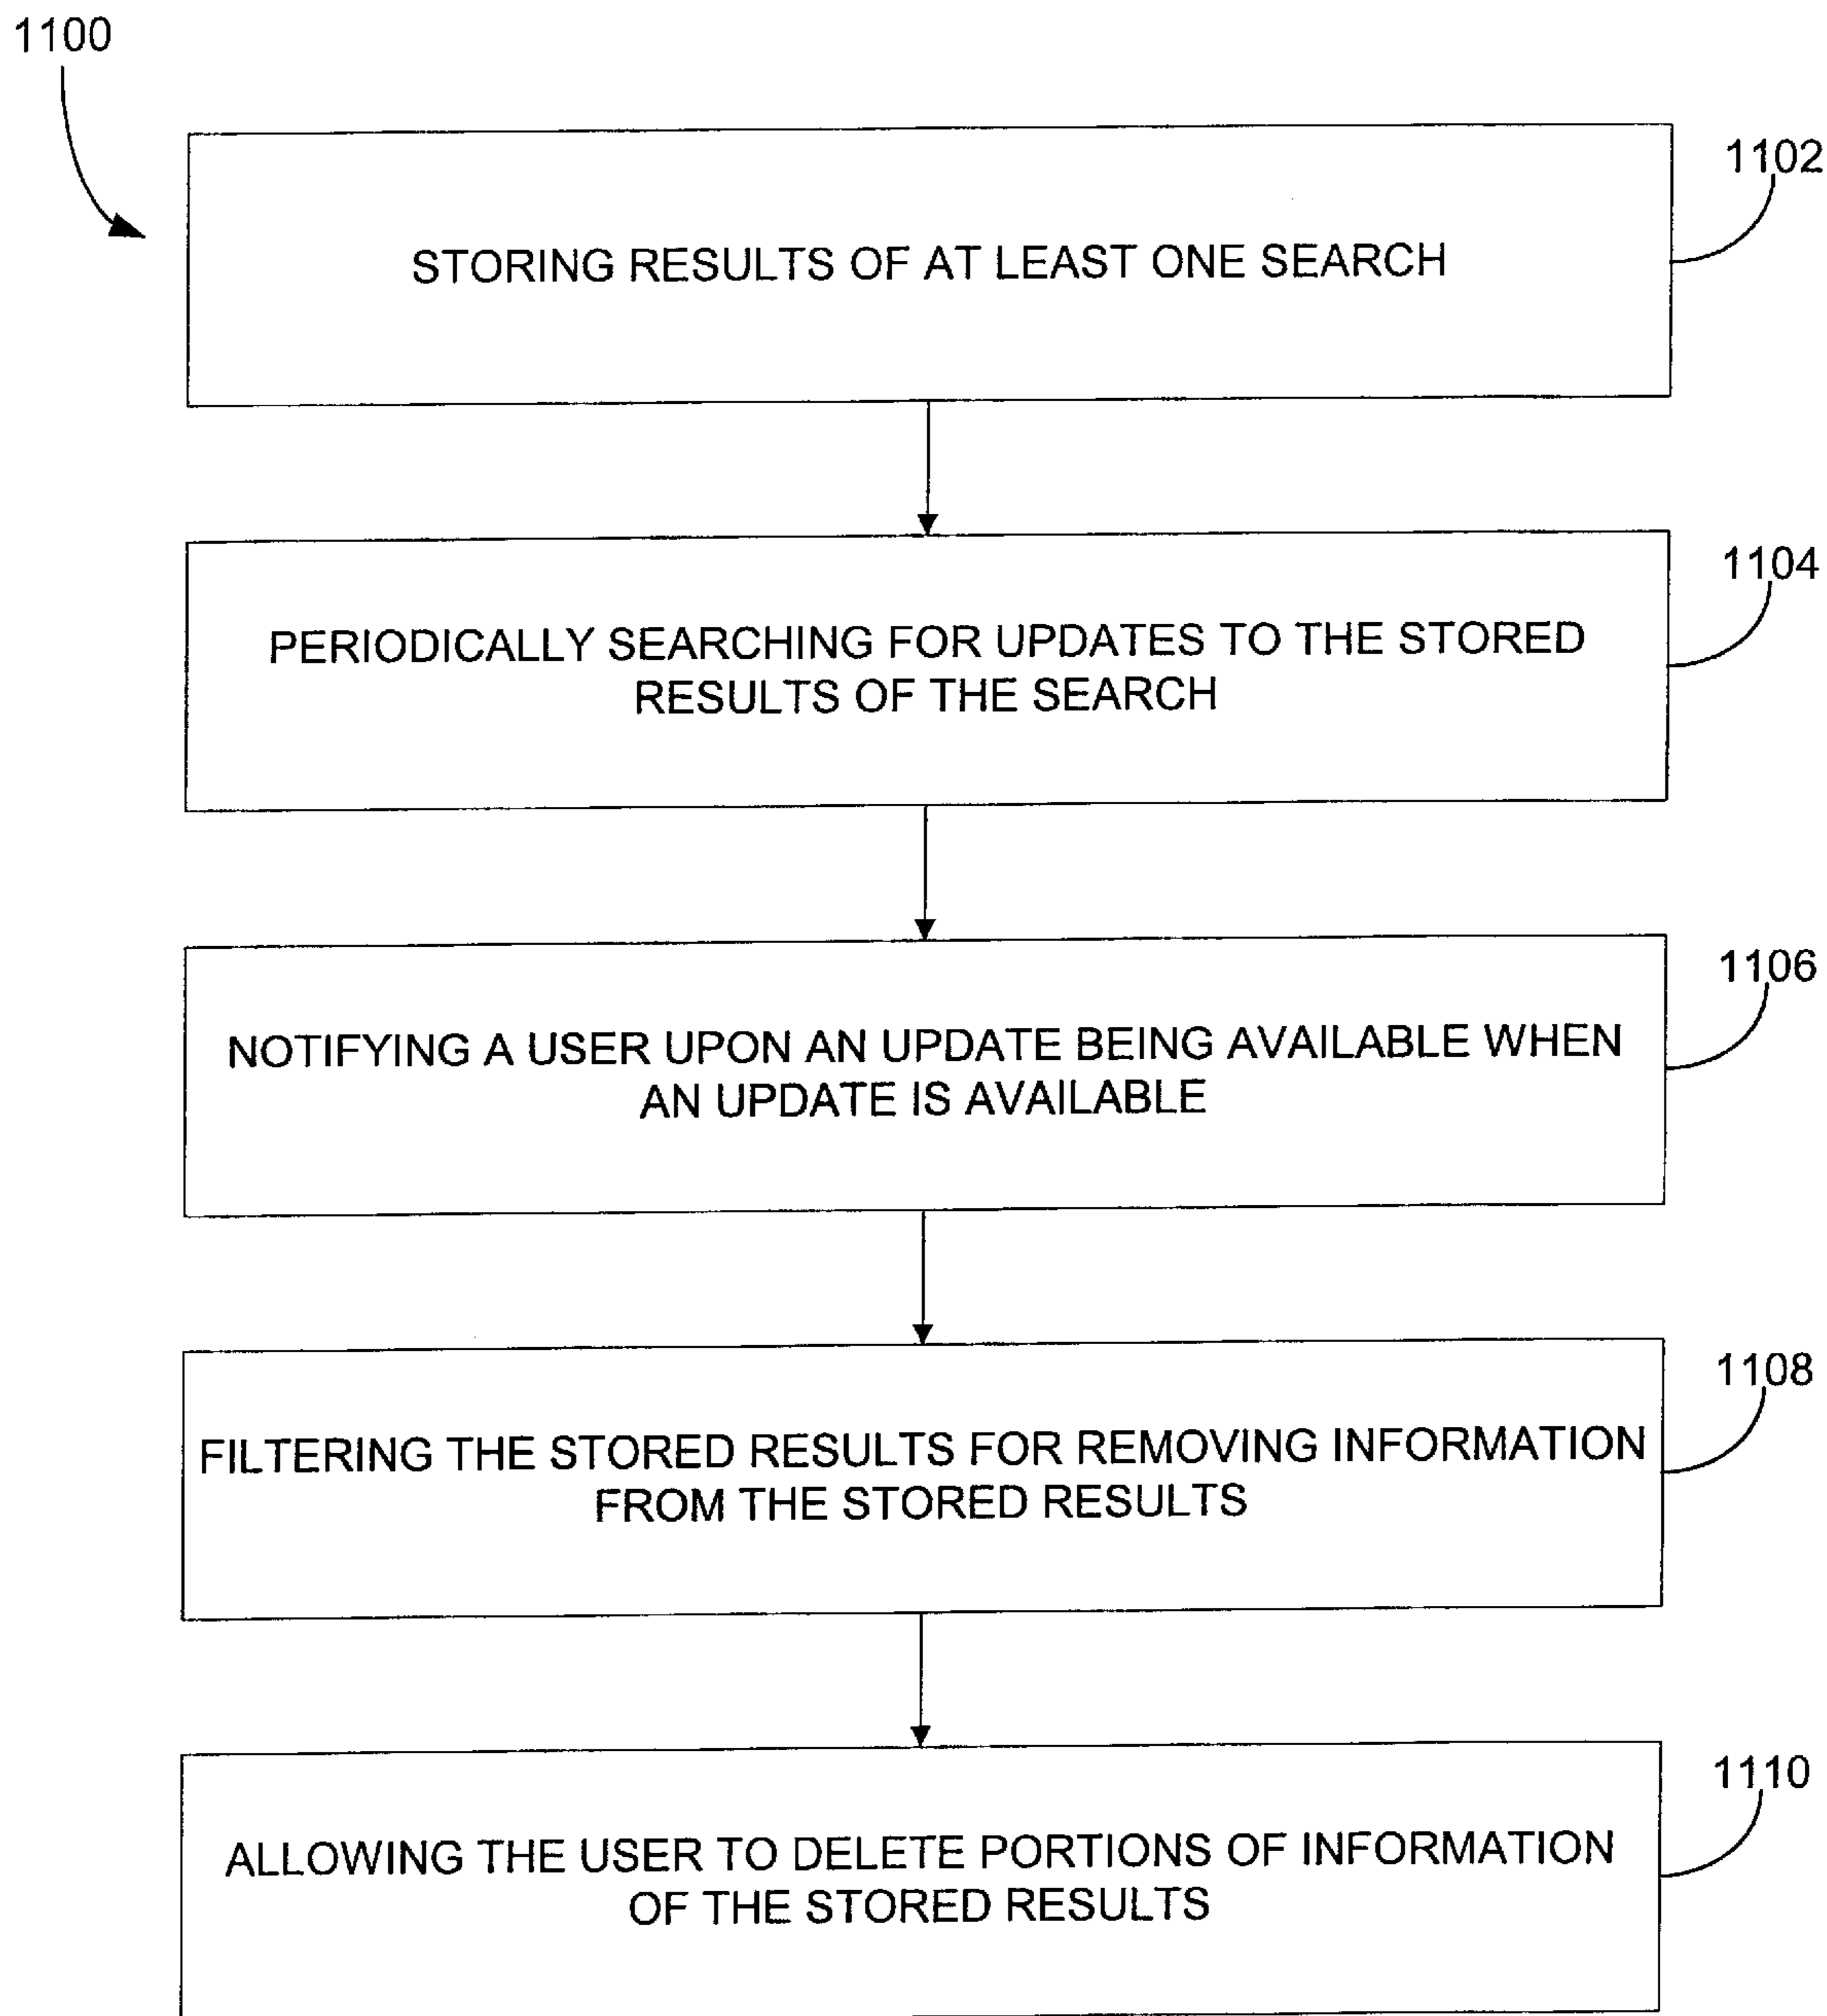 1100
1102
STORING RESULTS OF AT LEAST ONE SEARCH
1104
PERIODICALLY SEARCHING FOR UPDATES TO THE STORED
RESULTS OF THE SEARCH
1106
NOTIFYING A USER UPON AN UPDATE BEING AVAILABLE WHEN
AN UPDATE IS AVAILABLE
1108
FILTERING THE STORED RESULTS FOR REMOVING INFORMATION
FROM THE STORED RESULTS
1110
ALLOWING THE USER TO DELETE PORTIONS OF INFORMATION
OF THE STORED RESULTS